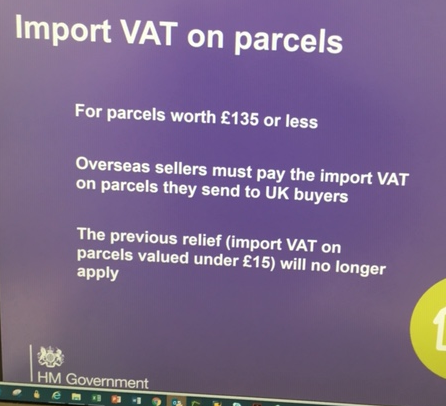 Import VAT on parcels
For parcels worth £135 or less
Overseas sellers must pay the import VAT
on parcels they send to UK buyers
The previous relief (import VAT on
parcels valued under £15) will no longer
apply
HM Government